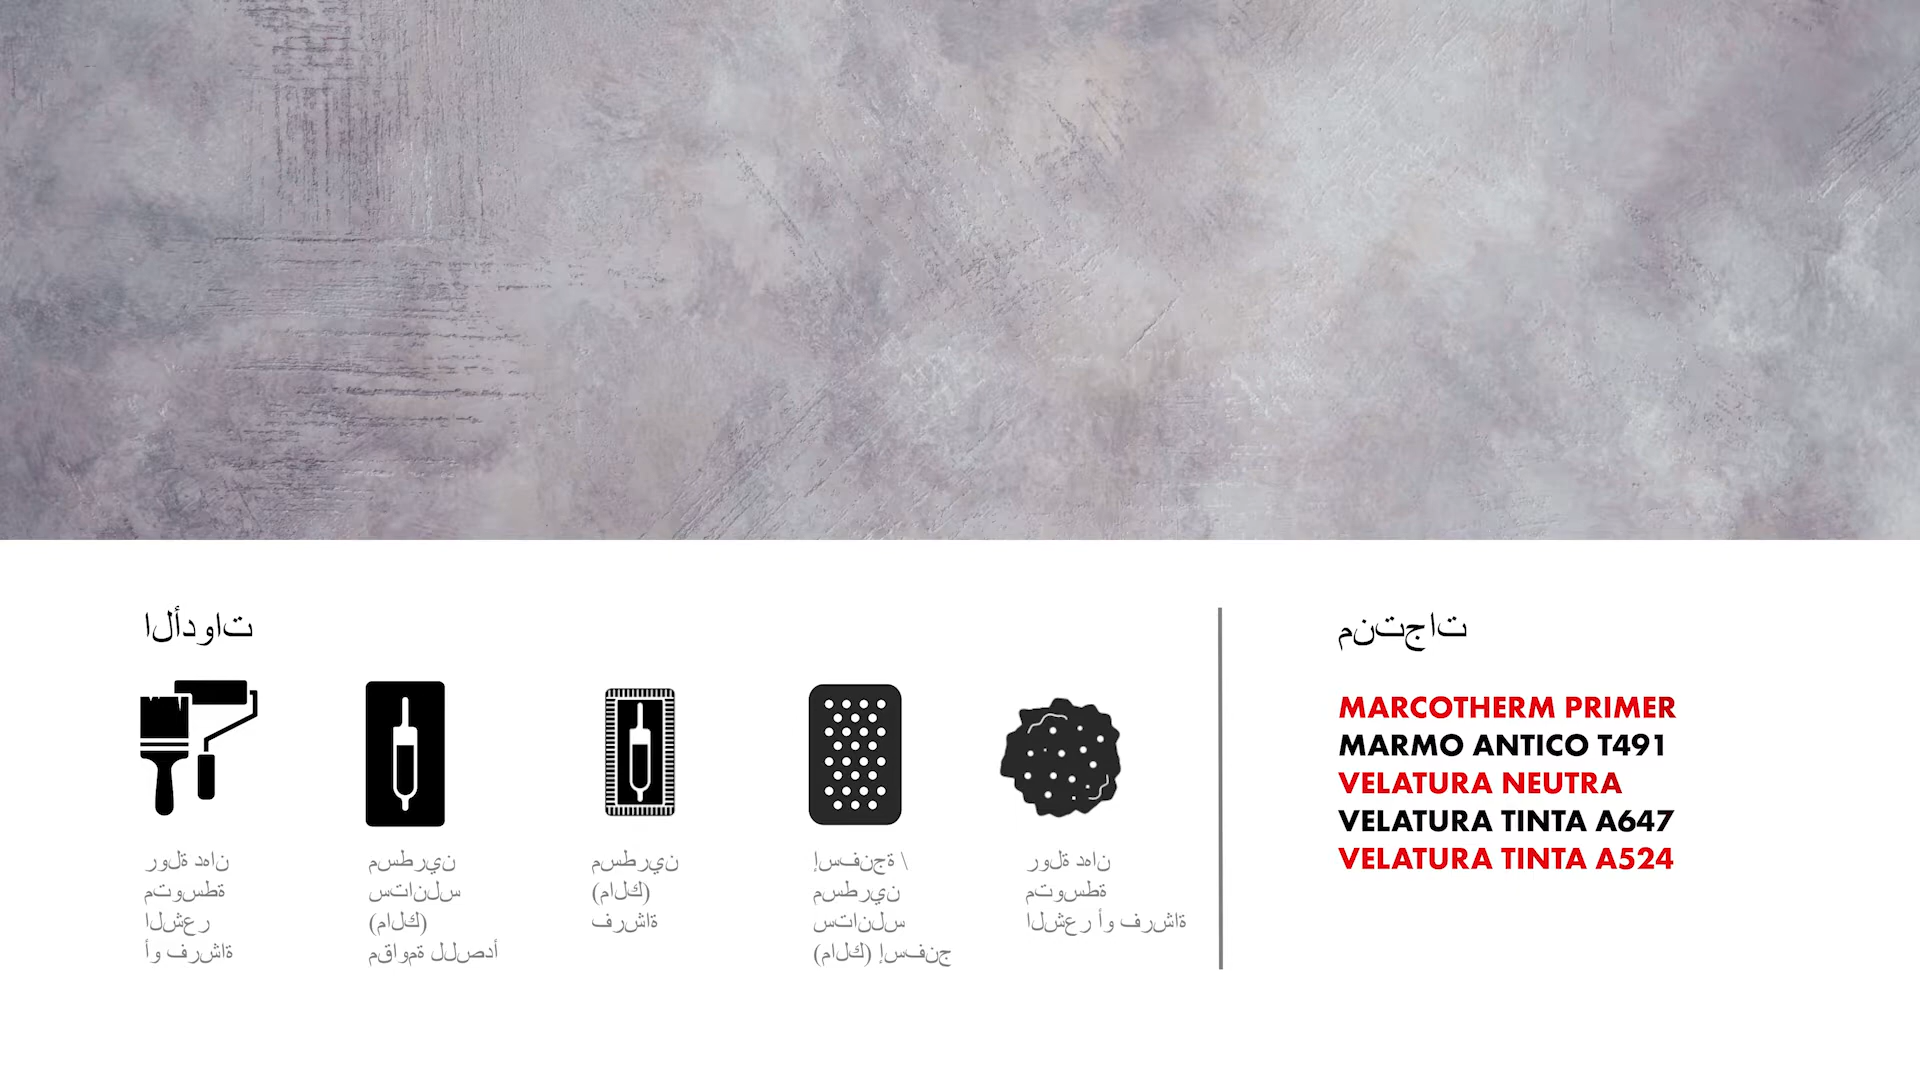 الأدوات
رولة دهان
متوسطة
الشعر
أو فرشاة
مسطرين
ستانلس
(مالك)
مقاومة للصدأ
مسطرين
(مالك)
فرشاة
إسفنجة \
مسطرين
ستانلس
(مالك) إسفنج
رولة دهان
متوسطة
الشعر أو فرشاة
منتجات
MARCOTHERM PRIMER
MARMO ANTICO T491
VELATURA NEUTRA
VELATURA TINTA A647
VELATURA TINTA A524